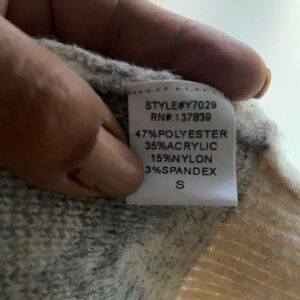 STYLE#Y7029
RN#:137839
47%POLYESTER
35%ACRYLIC
15%NYLON
3%SPANDEX
S